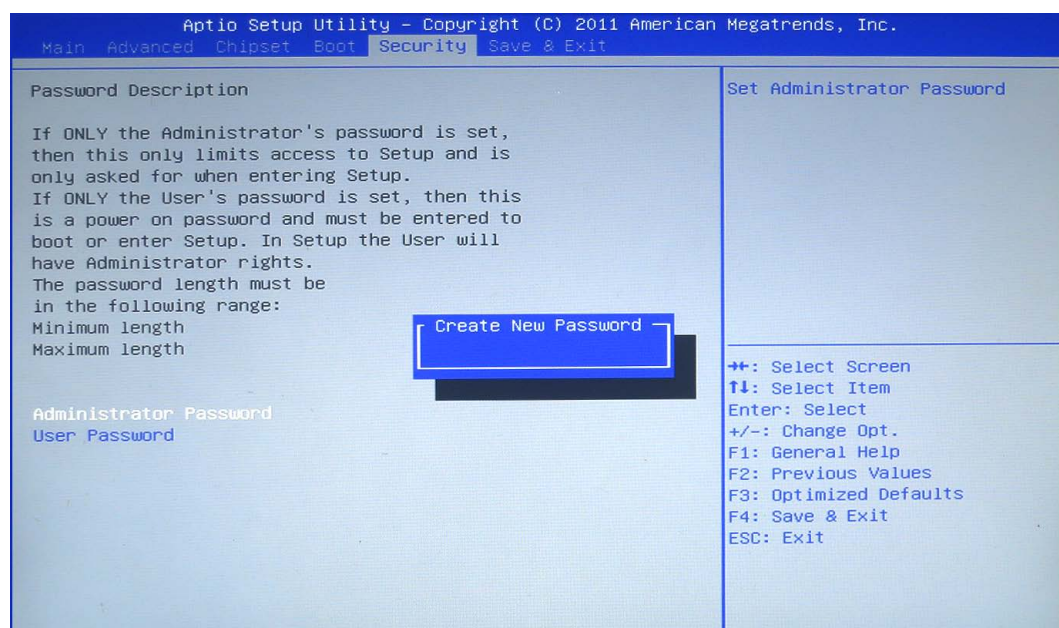 Aptio Setup Utility – Copyright (C) 2011 American Megatrends, Inc.
Main Advanced Chipset Boot Security Save & Exit
Password Description
If ONLY the Administrator's password is set,
then this only limits access to Setup and is
only asked for when entering Setup.
If ONLY the User's password is set, then this
is a power on password and must be entered to
boot or enter Setup. In Setup the User will
have Administrator rights.
The password length must be
in the following range:
Minimum length
Maximum length
Administrator Password
User Password
Create New Password
Set Administrator Password
→←: Select Screen
↑↓: Select Item
Enter: Select
+/-: Change Opt.
F1: General Help
F2: Previous Values
F3: Optimized Defaults
F4: Save & Exit
ESC: Exit